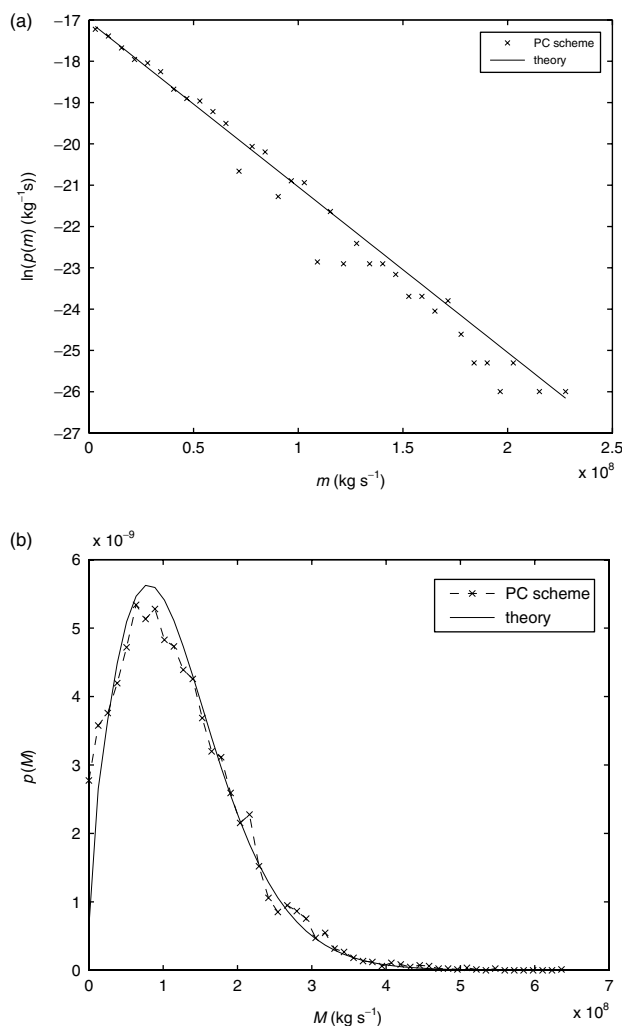 (a)
−17
−18
−19
−20
−21
−22
−23
−24
−25
−26
−27
ln(p(m) (kg⁻¹s))
× PC scheme
theory
0 0.5 1 1.5 2 2.5
× 10⁸
m (kg s⁻¹)
(b)
× 10⁻⁹
6
5
4
3
2
1
0
p(M)
PC scheme
theory
0 1 2 3 4 5 6 7
× 10⁸
M (kg s⁻¹)